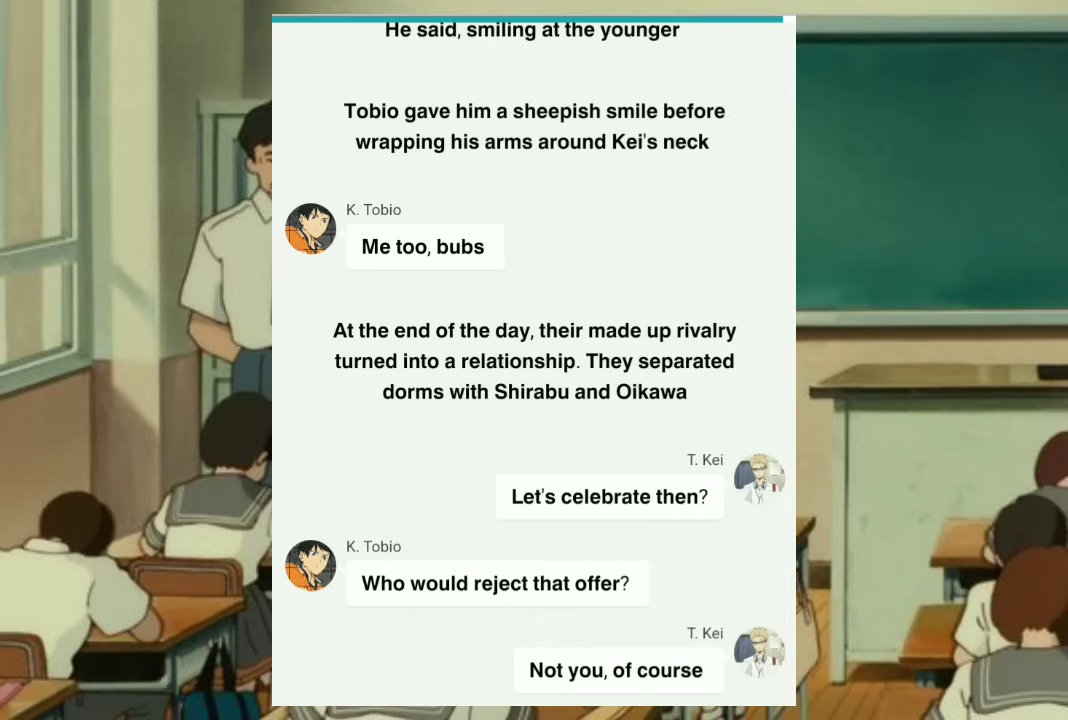 He said, smiling at the younger
Tobio gave him a sheepish smile before
wrapping his arms around Kei's neck
K. Tobio
Me too, bubs
At the end of the day, their made up rivalry
turned into a relationship. They separated
dorms with Shirabu and Oikawa
T. Kei
Let's celebrate then?
K. Tobio
Who would reject that offer?
T. Kei
Not you, of course